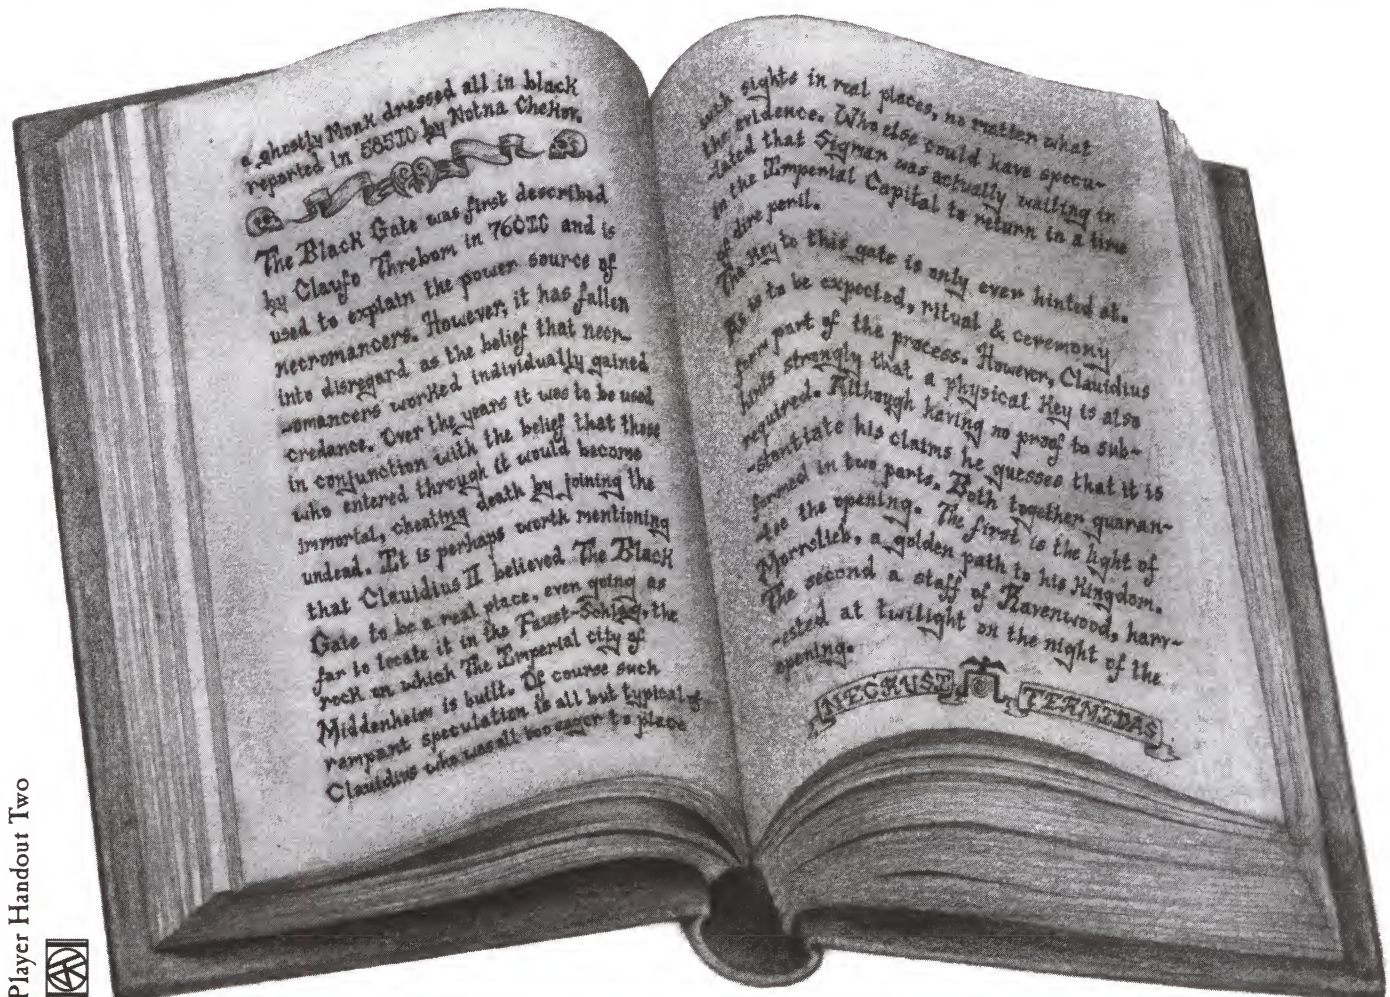 a ghostly Monk dressed all in black
reported in 585IC by Notna Chekov.
The Black Gate was first described
by Claufo Threbom in 760IC and is
used to explain the power source of
necromancers. However, it has fallen
into disregard as the belief that necr-
-omancers worked individually gained
credance. Over the years it was to be used
in conjunction with the belief that those
who entered through it would become
immortal, cheating death by joining the
undead. It is perhaps worth mentioning
that Clauidius II believed The Black
Gate to be a real place, even going as
far to locate it in the Faust-Schlag, the
rock on which The Imperial city of
Middenheim is built. Of course such
rampant speculation is all but typical of
Clauidius who was all too eager to place
such sights in real places, no matter what
the evidence. Who else could have specu-
-lated that Sigmar was actually waiting in
in the Imperial Capital to return in a time
of dire peril.
The Key to this gate is only ever hinted at.
As is to be expected, ritual & ceremony
form part of the process. However, Clauidius
hints strongly that a physical Key is also
required. Although having no proof to sub-
-stantiate his claims he guesses that it is
formed in two parts. Both together guaran-
-tee the opening. The first is the light of
Morrslieb, a golden path to his Kingdom.
The second a staff of Ravenwood, harv-
-ested at twilight on the night of the
opening.
NECAUSI TERMIDAS
Player Handout Two